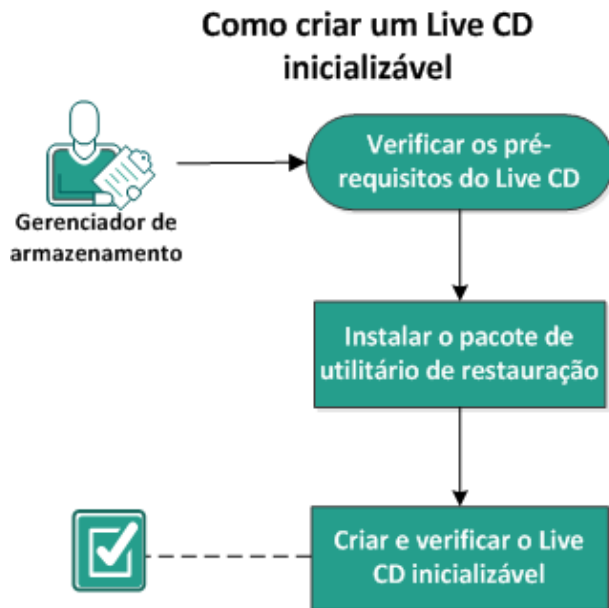 Como criar um Live CD
inicializável
Verificar os pré-
requisitos do Live CD
Gerenciador de
armazenamento
Instalar o pacote de
utilitário de restauração
Criar e verificar o Live
CD inicializável